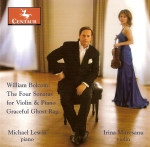 CENTAUR
William Bolcom
The Four Sonatas
for Violin & Piano
Graceful Ghost Rag
Michael Lewin
piano
Irina Muresanu
violin